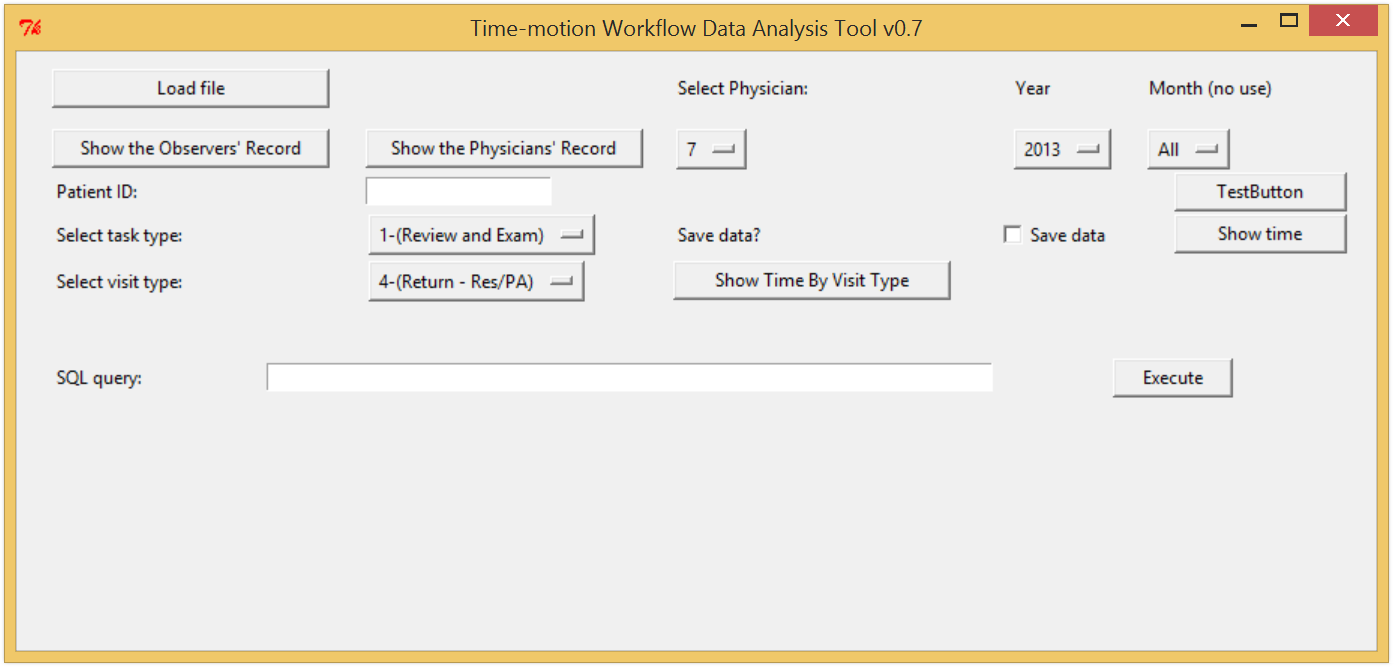 Tk
Time-motion Workflow Data Analysis Tool v0.7
Load file
Select Physician:
Year
Month (no use)
Show the Observers' Record
Show the Physicians' Record
7
2013
All
Patient ID:
TestButton
Select task type:
1-(Review and Exam)
Save data?
Save data
Show time
Select visit type:
4-(Return - Res/PA)
Show Time By Visit Type
SQL query:
Execute